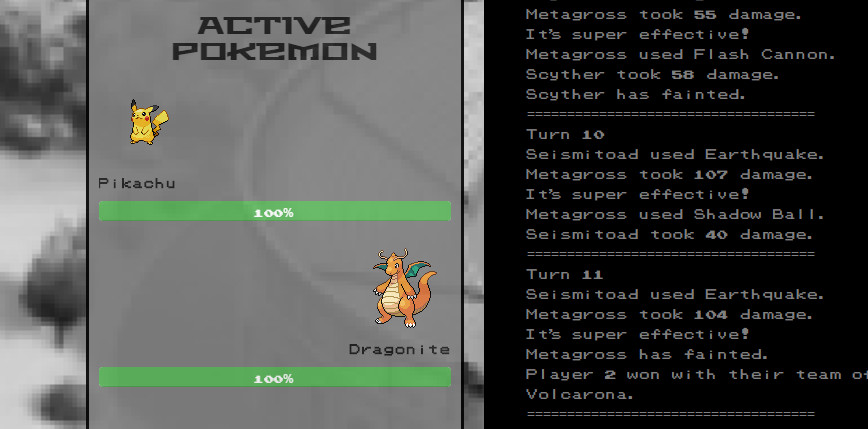 ACTIVE
POKEMON
Pikachu
100%
Dragonite
100%
Metagross took 55 damage.
It's super effective!
Metagross used Flash Cannon.
Scyther took 58 damage.
Scyther has fainted.
================================
Turn 10
Seismitoad used Earthquake.
Metagross took 107 damage.
It's super effective!
Metagross used Shadow Ball.
Seismitoad took 40 damage.
================================
Turn 11
Seismitoad used Earthquake.
Metagross took 104 damage.
It's super effective!
Metagross has fainted.
Player 2 won with their team of
Volcarona.
================================